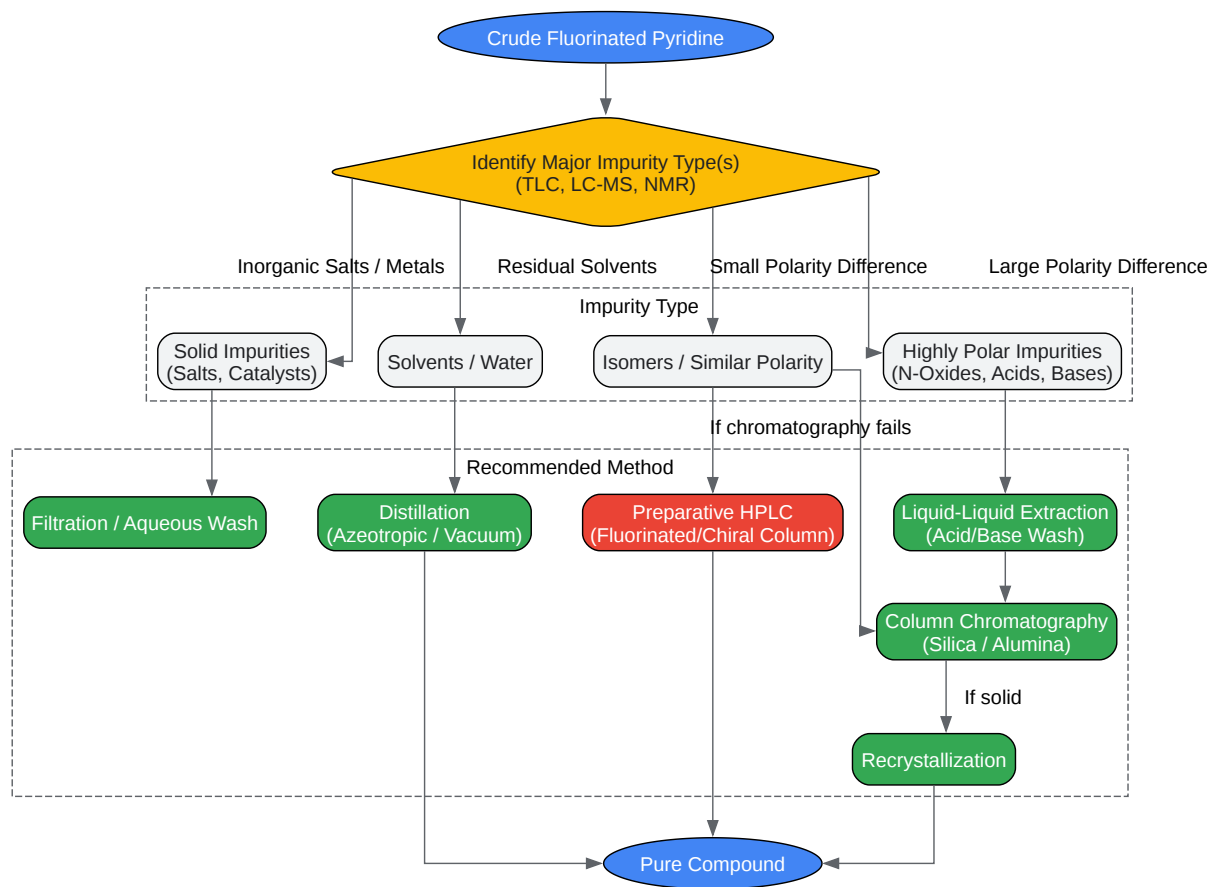 Crude Fluorinated Pyridine
Identify Major Impurity Type(s)
(TLC, LC-MS, NMR)
Inorganic Salts / Metals
Residual Solvents
Small Polarity Difference
Large Polarity Difference
Impurity Type
Solid Impurities
(Salts, Catalysts)
Solvents / Water
Isomers / Similar Polarity
Highly Polar Impurities
(N-Oxides, Acids, Bases)
If chromatography fails
Recommended Method
Filtration / Aqueous Wash
Distillation
(Azeotropic / Vacuum)
Preparative HPLC
(Fluorinated/Chiral Column)
Liquid-Liquid Extraction
(Acid/Base Wash)
Column Chromatography
(Silica / Alumina)
If solid
Recrystallization
Pure Compound